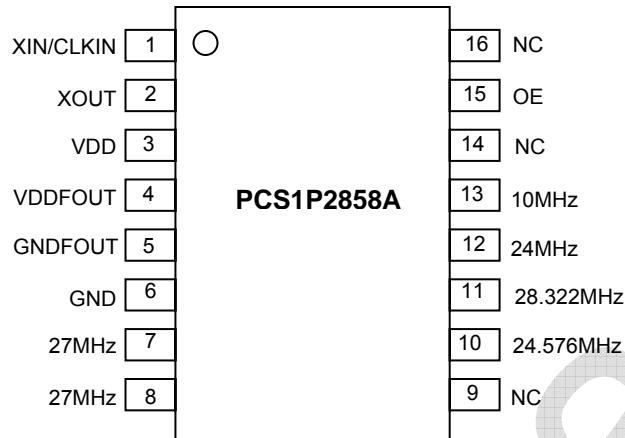 XIN/CLKIN 1 16 NC
XOUT 2 15 OE
VDD 3 14 NC
VDDFOUT 4 PCS1P2858A 13 10MHz
GNDFOUT 5 12 24MHz
GND 6 11 28.322MHz
27MHz 7 10 24.576MHz
27MHz 8 9 NC